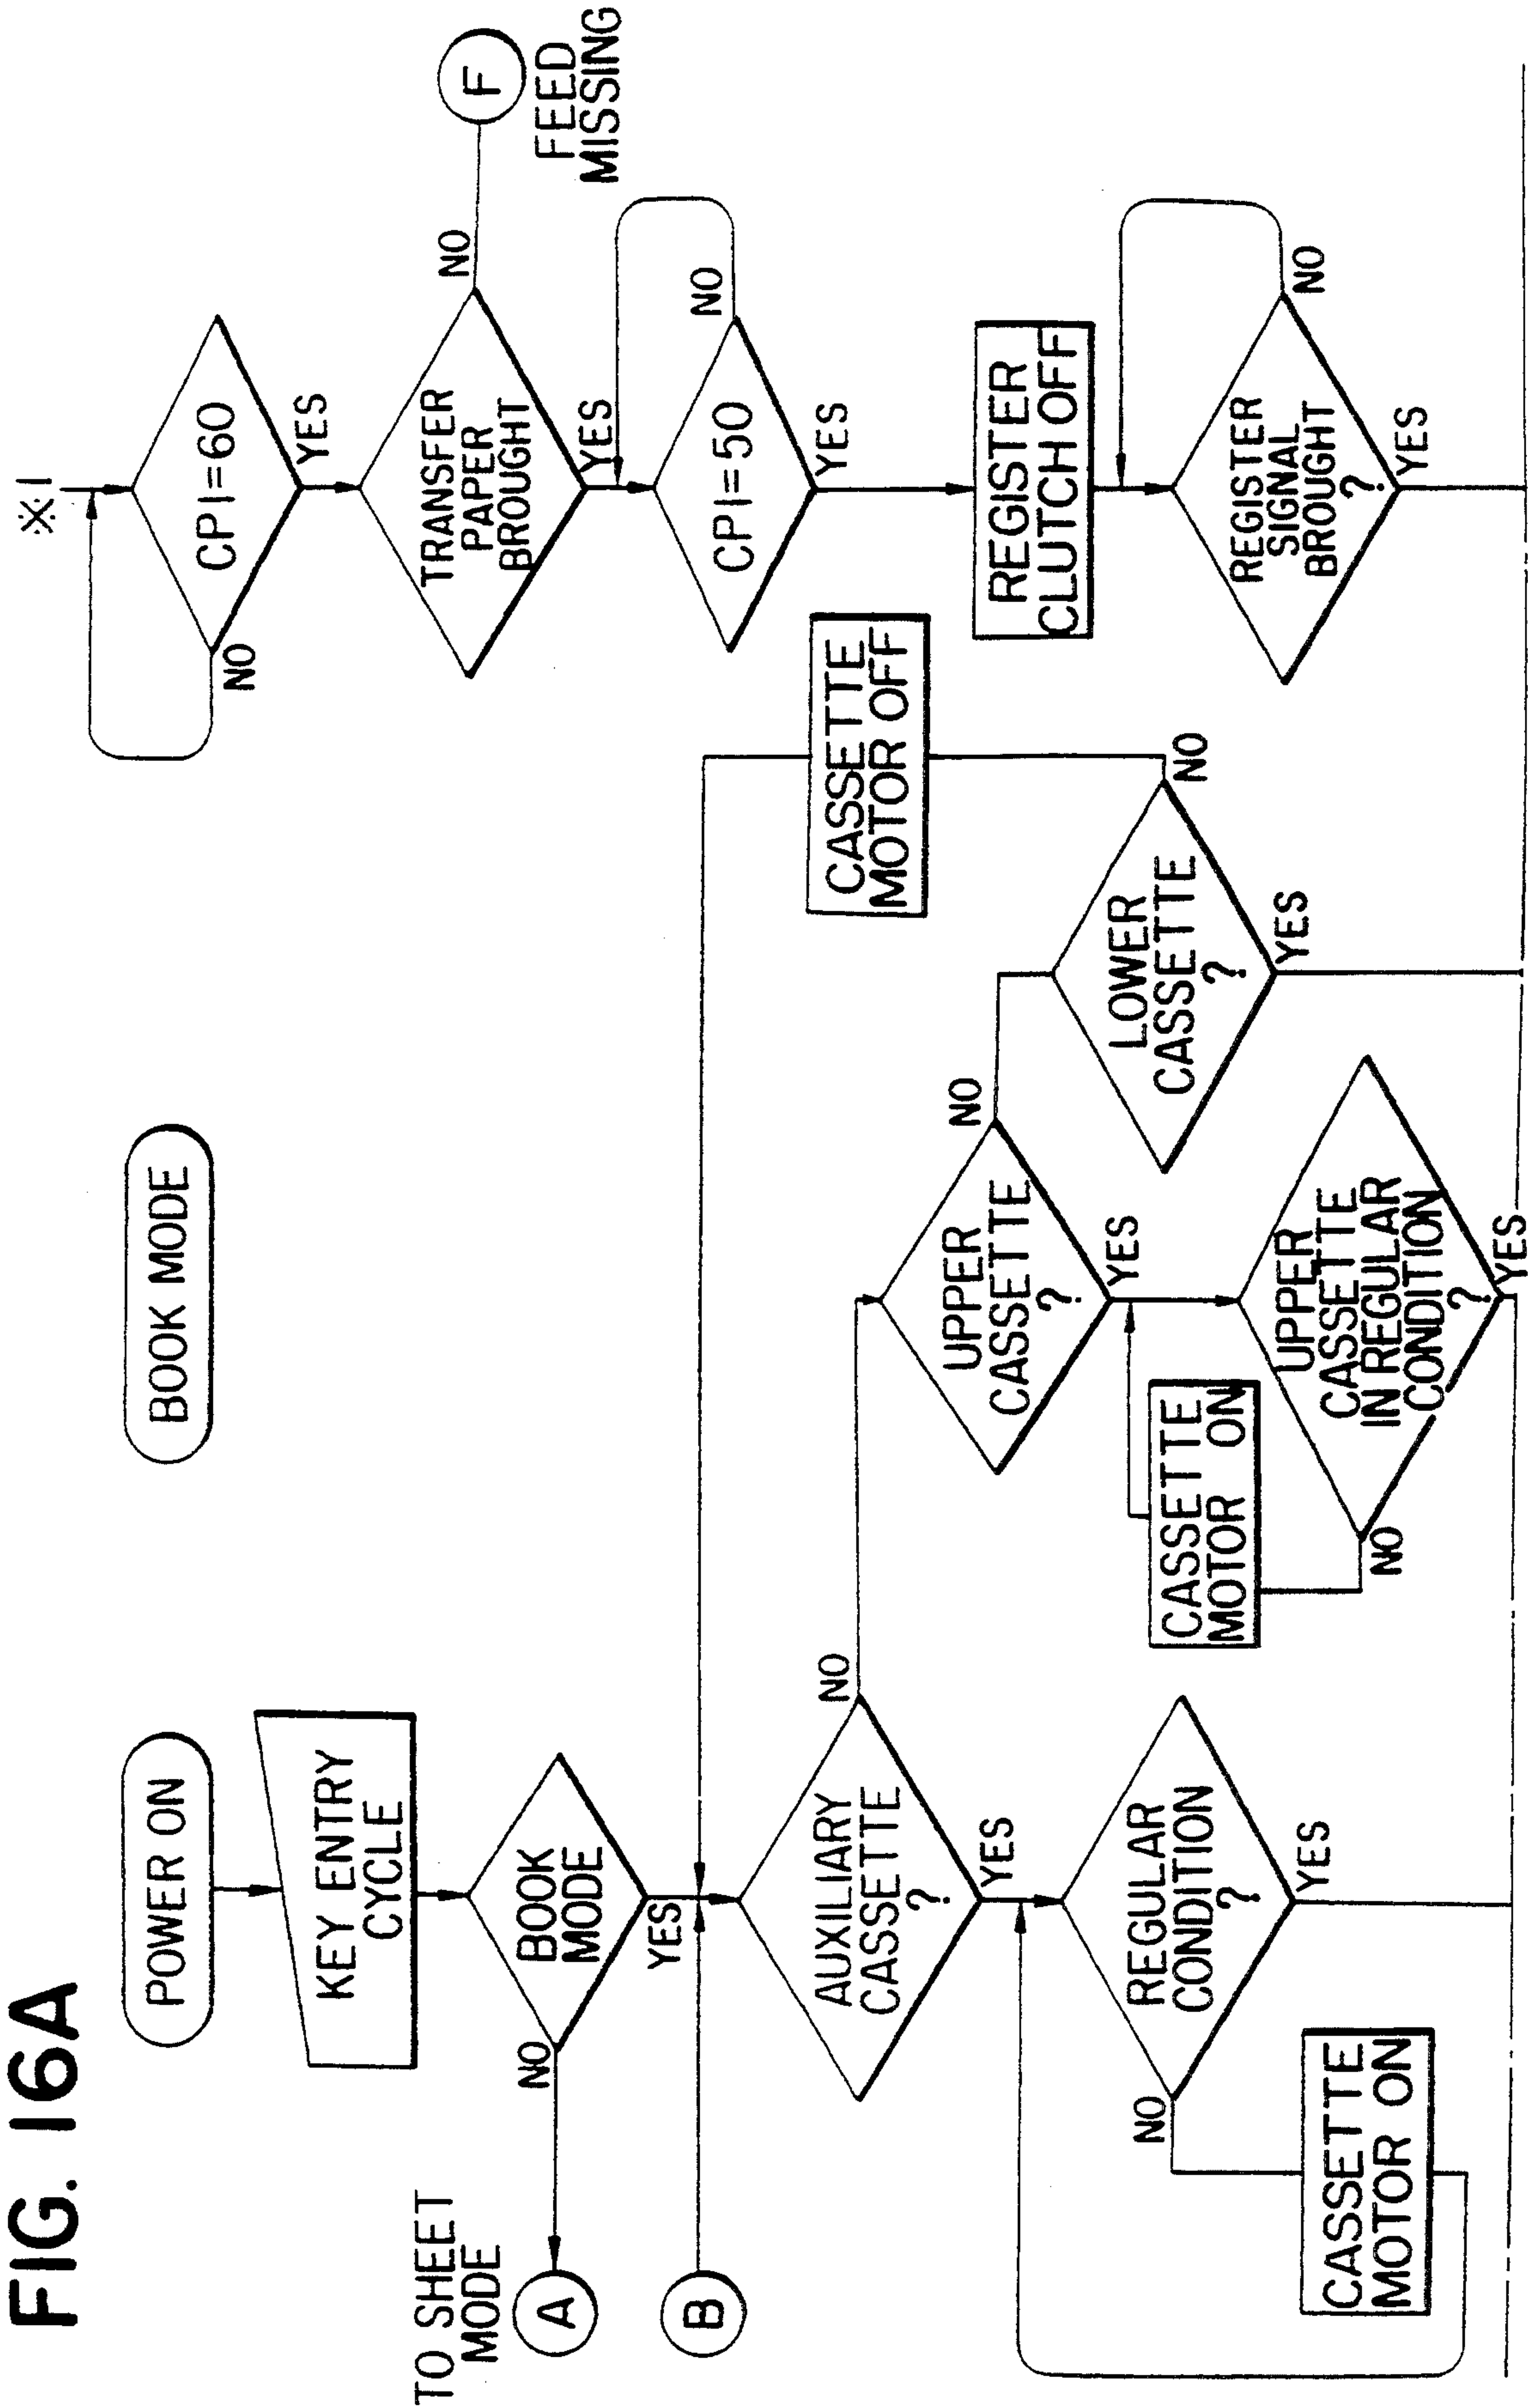 FIG. 16A
POWER ON
BOOK MODE
KEY ENTRY
CYCLE
BOOK
MODE
NO
YES
TO SHEET
MODE
A
B
AUXILIARY
CASSETTE
?
NO
YES
REGULAR
CONDITION
?
NO
YES
CASSETTE
MOTOR ON
UPPER
CASSETTE
?
NO
YES
CASSETTE
MOTOR ON
UPPER
CASSETTE
IN REGULAR
CONDITION
?
NO
YES
LOWER
CASSETTE
?
NO
YES
CASSETTE
MOTOR OFF
※1
CP1=60
NO
YES
TRANSFER
PAPER
BROUGHT
NO
YES
F
FEED
MISSING
CP1=50
NO
YES
REGISTER
CLUTCH OFF
REGISTER
SIGNAL
BROUGHT
?
NO
YES